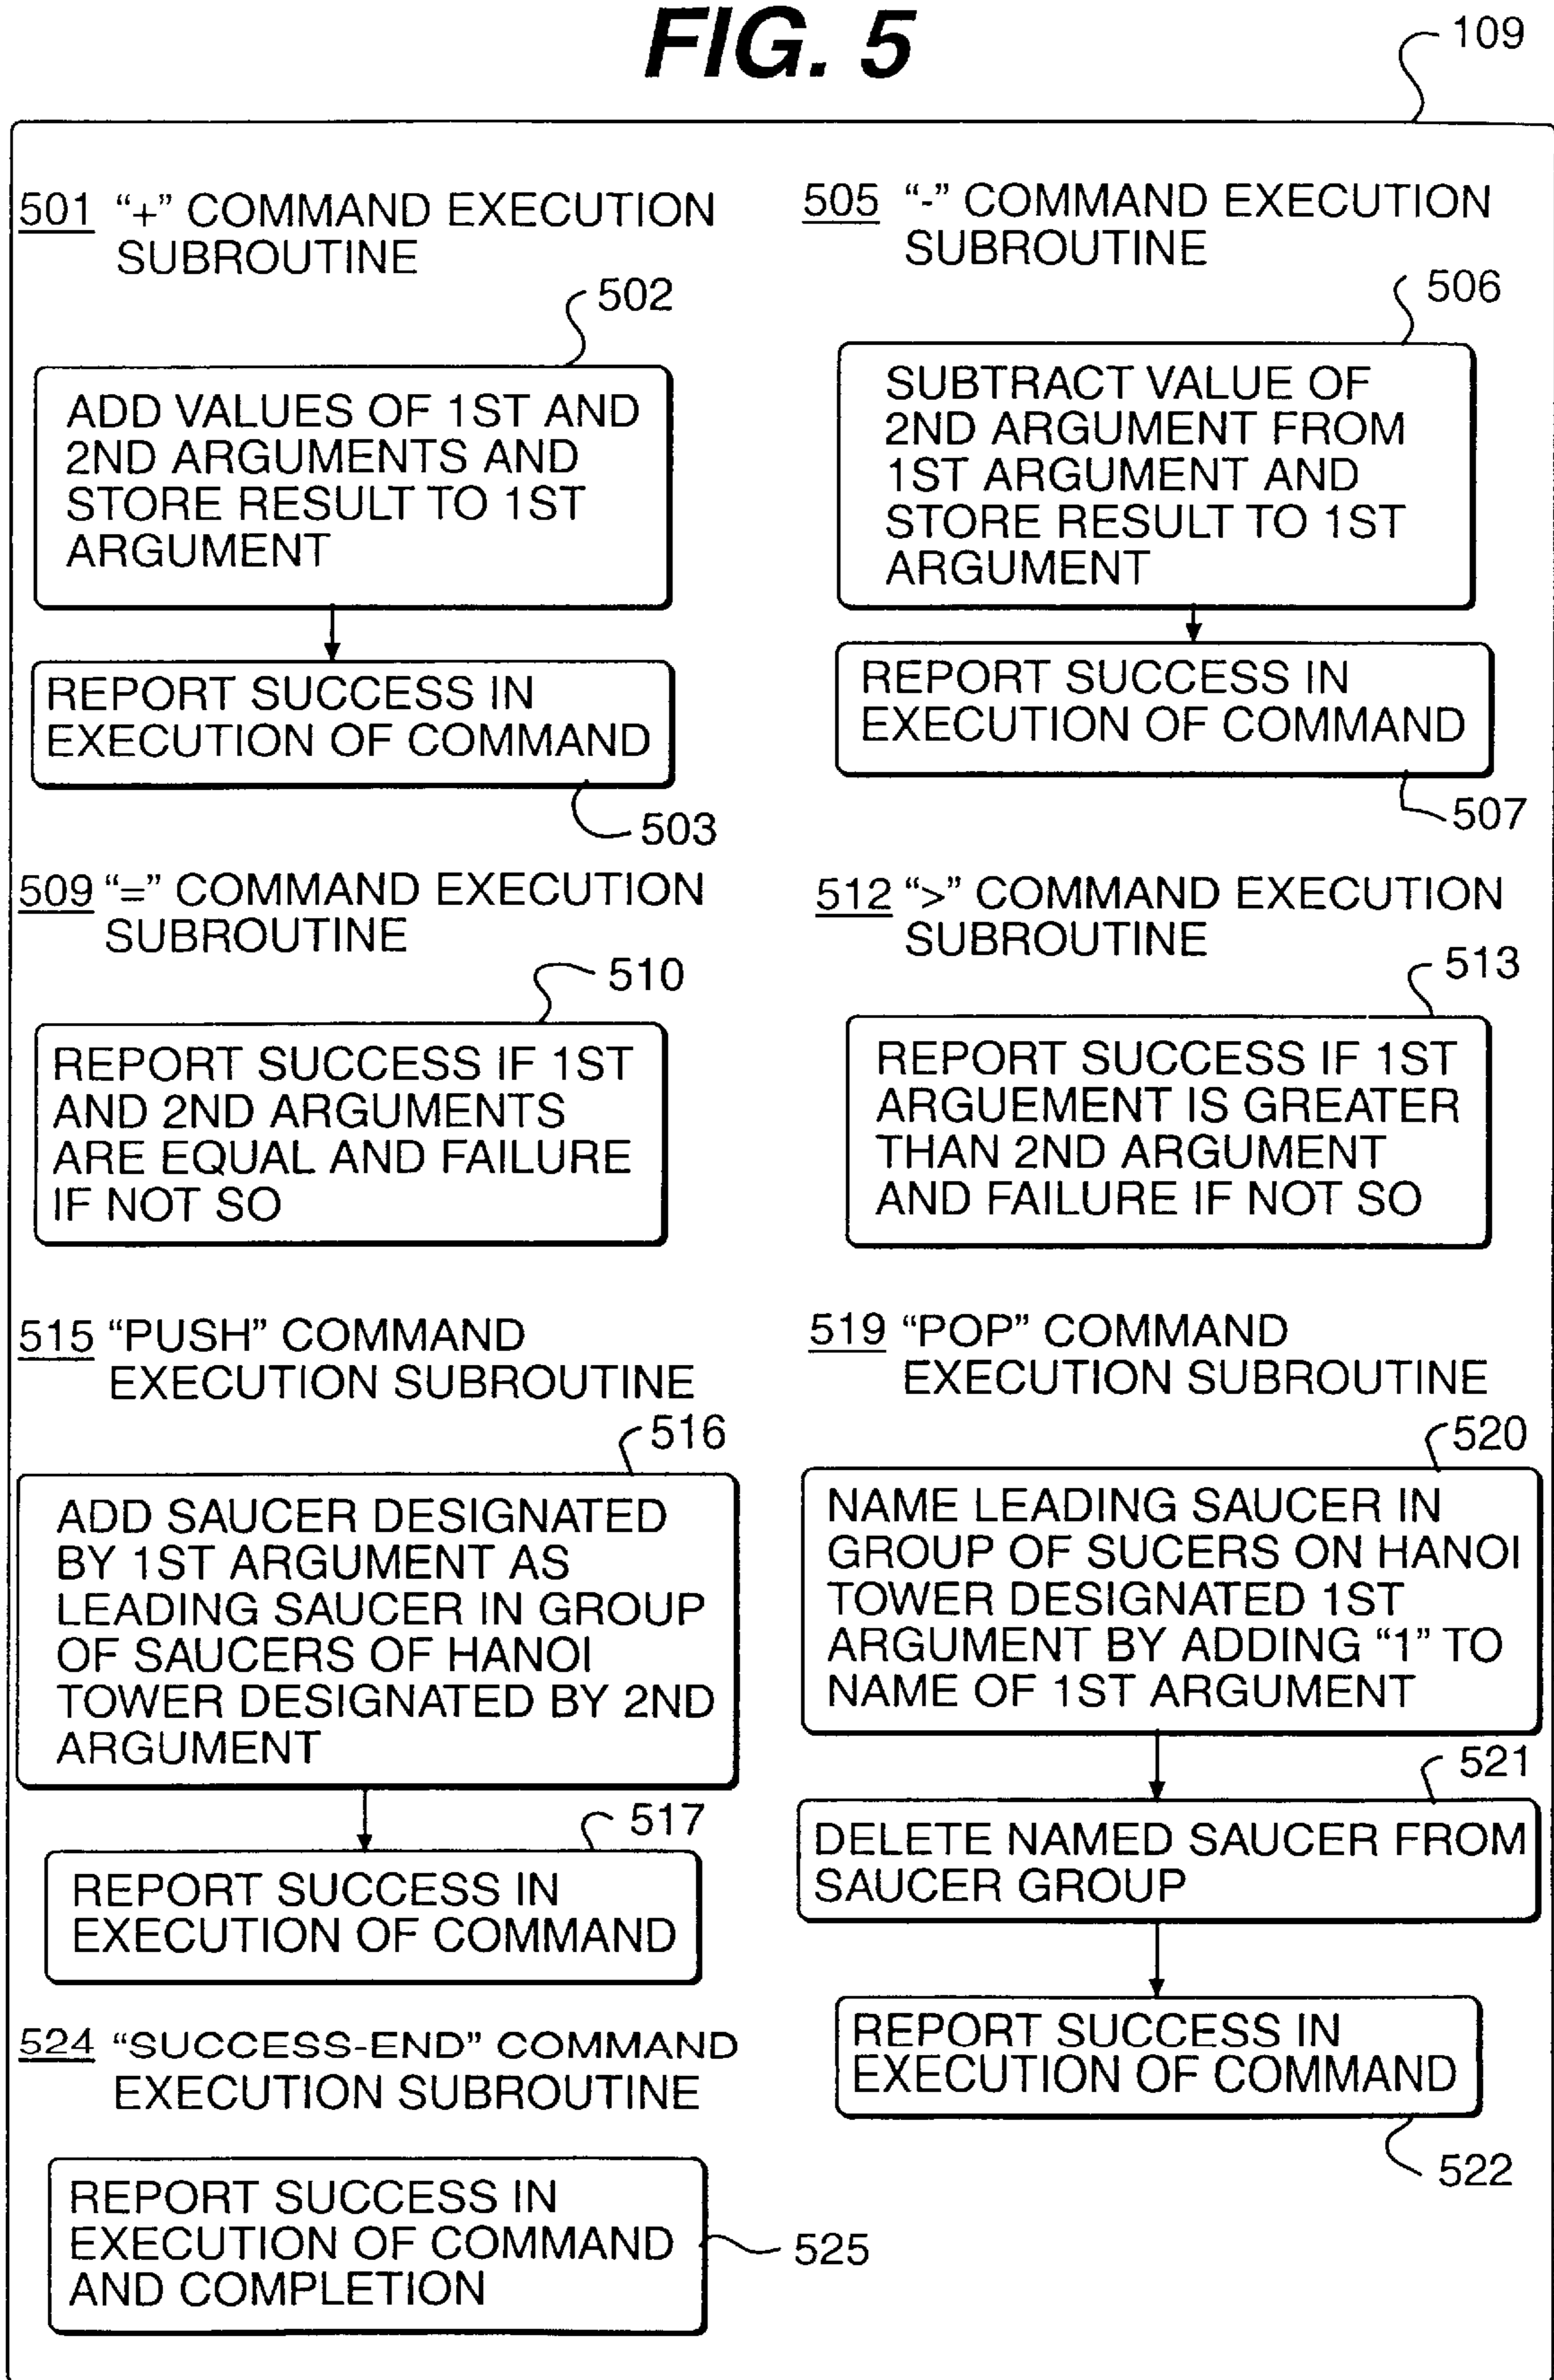 FIG. 5
109
501 “+” COMMAND EXECUTION
SUBROUTINE
502
ADD VALUES OF 1ST AND
2ND ARGUMENTS AND
STORE RESULT TO 1ST
ARGUMENT
REPORT SUCCESS IN
EXECUTION OF COMMAND
503
505 “-” COMMAND EXECUTION
SUBROUTINE
506
SUBTRACT VALUE OF
2ND ARGUMENT FROM
1ST ARGUMENT AND
STORE RESULT TO 1ST
ARGUMENT
REPORT SUCCESS IN
EXECUTION OF COMMAND
507
509 “=” COMMAND EXECUTION
SUBROUTINE
510
REPORT SUCCESS IF 1ST
AND 2ND ARGUMENTS
ARE EQUAL AND FAILURE
IF NOT SO
512 “>” COMMAND EXECUTION
SUBROUTINE
513
REPORT SUCCESS IF 1ST
ARGUEMENT IS GREATER
THAN 2ND ARGUMENT
AND FAILURE IF NOT SO
515 “PUSH” COMMAND
EXECUTION SUBROUTINE
516
ADD SAUCER DESIGNATED
BY 1ST ARGUMENT AS
LEADING SAUCER IN GROUP
OF SAUCERS OF HANOI
TOWER DESIGNATED BY 2ND
ARGUMENT
517
REPORT SUCCESS IN
EXECUTION OF COMMAND
519 “POP” COMMAND
EXECUTION SUBROUTINE
520
NAME LEADING SAUCER IN
GROUP OF SUCERS ON HANOI
TOWER DESIGNATED 1ST
ARGUMENT BY ADDING “1” TO
NAME OF 1ST ARGUMENT
521
DELETE NAMED SAUCER FROM
SAUCER GROUP
REPORT SUCCESS IN
EXECUTION OF COMMAND
522
524 “SUCCESS-END” COMMAND
EXECUTION SUBROUTINE
REPORT SUCCESS IN
EXECUTION OF COMMAND
AND COMPLETION
525